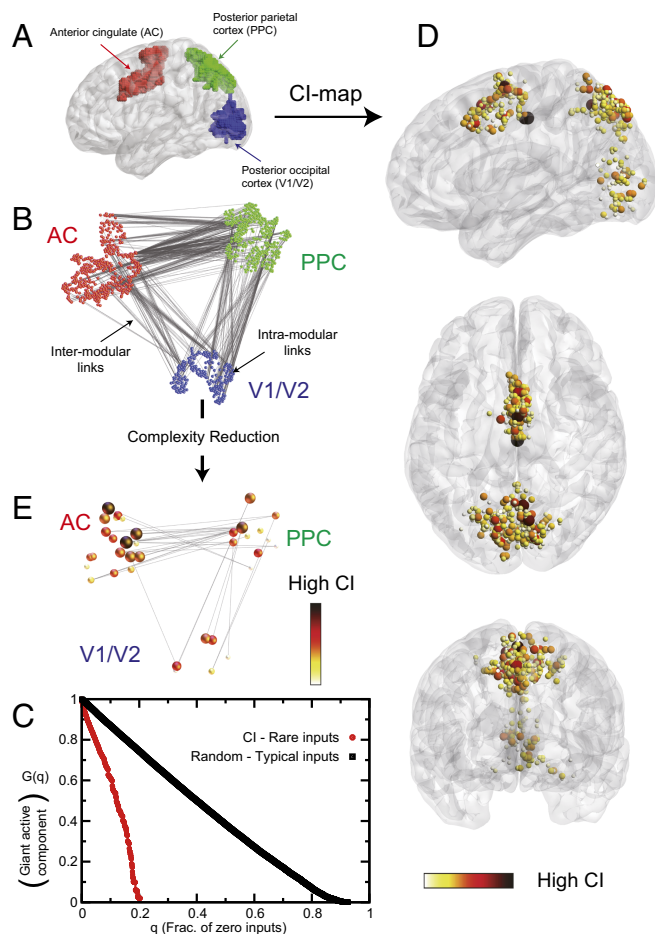 A
Anterior cingulate (AC)
Posterior parietal
cortex (PPC)
Posterior occipital
cortex (V1/V2)
CI-map
D
B
AC
PPC
Inter-modular
links
Intra-modular
links
V1/V2
Complexity Reduction
E
AC
PPC
High CI
V1/V2
C
CI - Rare inputs
Random - Typical inputs
G(q)
( Giant active
component )
1
0.8
0.6
0.4
0.2
0
0
0.2
0.4
0.6
0.8
1
q (Frac. of zero inputs)
High CI